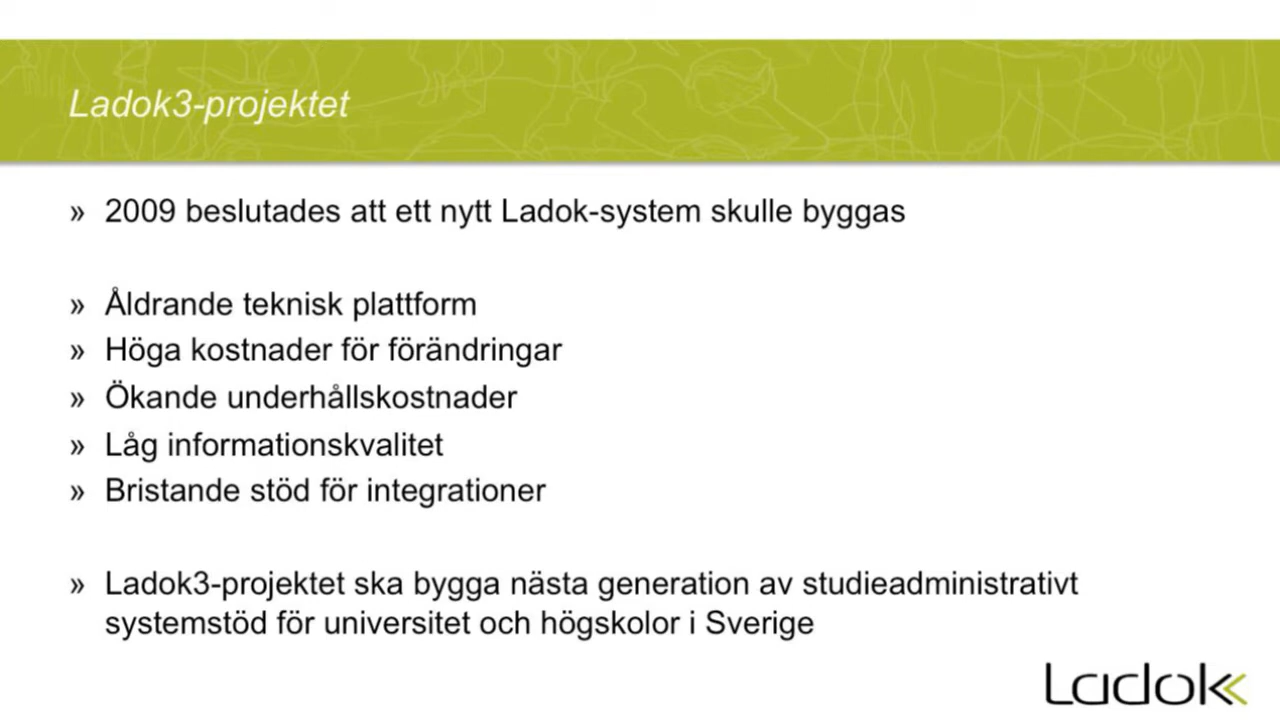 Ladok3-projektet
» 2009 beslutades att ett nytt Ladok-system skulle byggas
» Åldrande teknisk plattform
» Höga kostnader för förändringar
» Ökande underhållskostnader
» Låg informationskvalitet
» Bristande stöd för integrationer
» Ladok3-projektet ska bygga nästa generation av studieadministrativt
systemstöd för universitet och högskolor i Sverige
Ladok